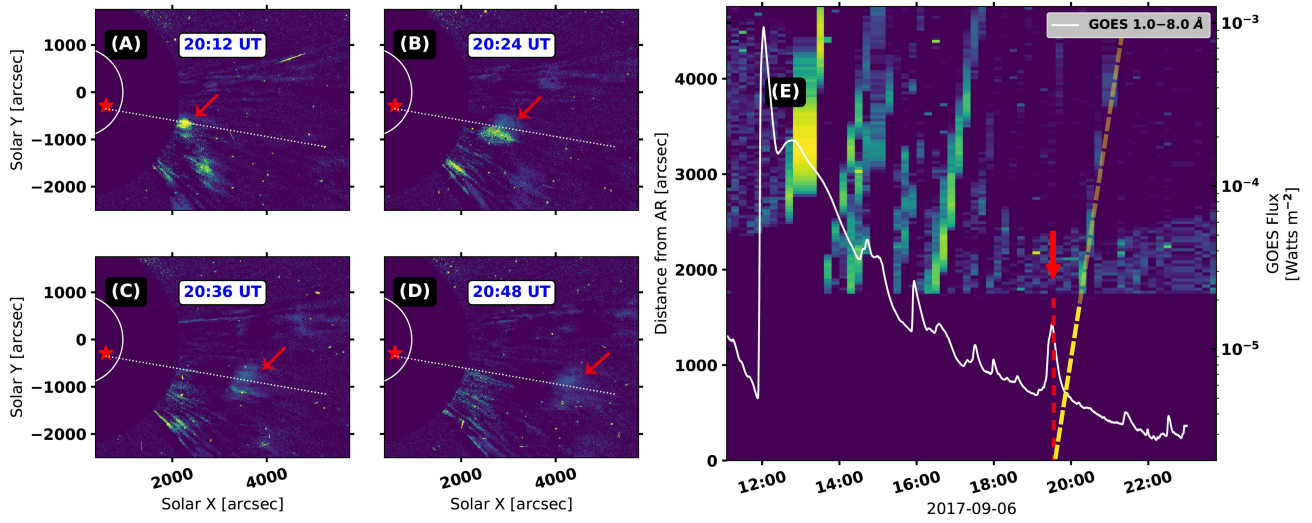 (A)
20:12 UT
1000
0
−1000
−2000
Solar Y [arcsec]
(B)
20:24 UT
(C)
20:36 UT
1000
0
−1000
−2000
Solar Y [arcsec]
2000
4000
Solar X [arcsec]
(D)
20:48 UT
2000
4000
Solar X [arcsec]
(E)
GOES 1.0−8.0 Å
Distance from AR [arcsec]
4000
3000
2000
1000
0
12:00
14:00
16:00
18:00
20:00
22:00
2017-09-06
10⁻³
10⁻⁴
10⁻⁵
GOES Flux
[Watts m⁻²]